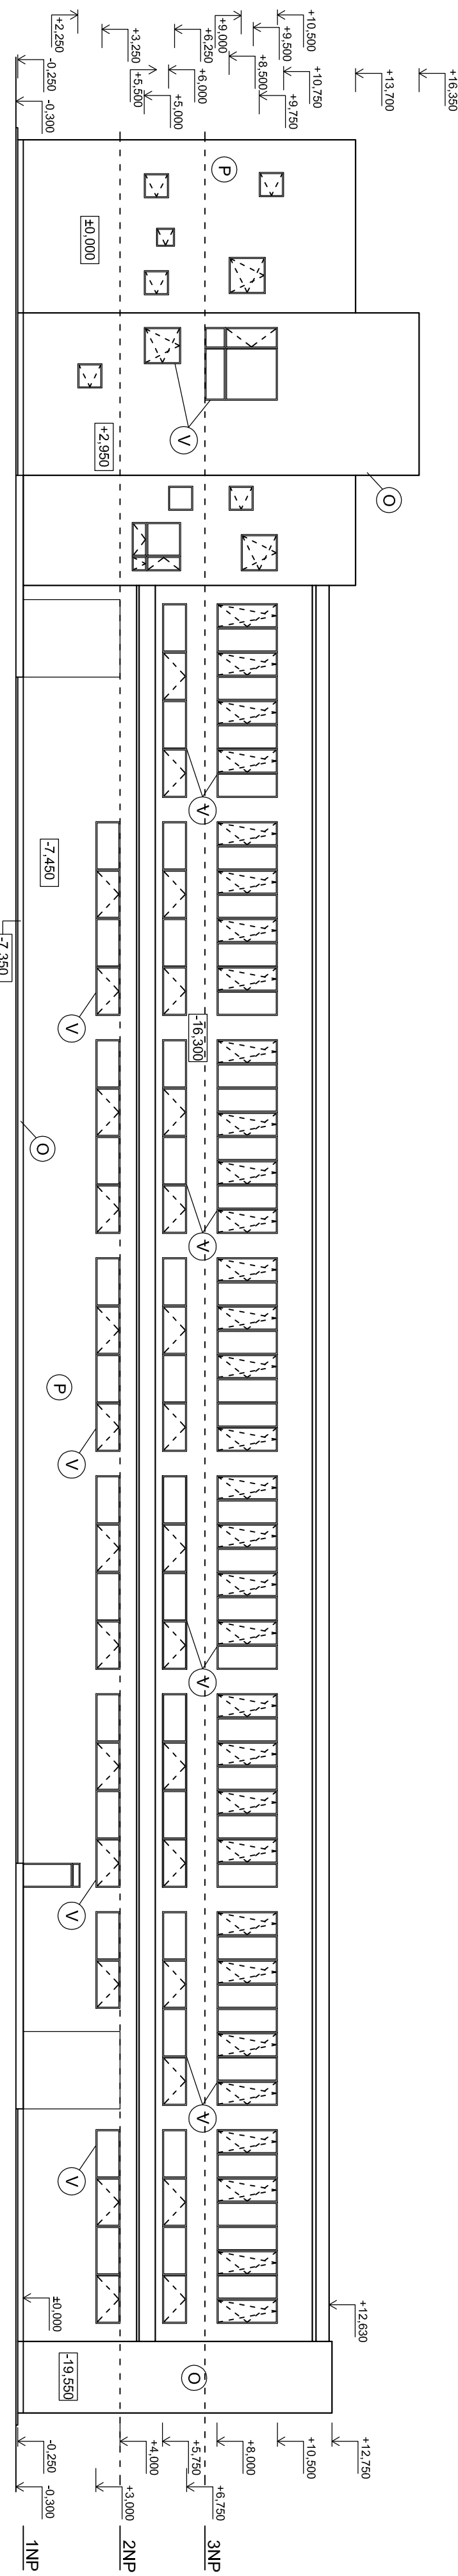 +16,350
+13,700
+10,750
+10,500
+9,750
+9,500
+9,000
+8,500
+6,250
+6,000
+5,500
+5,000
+3,250
+2,250
-0,250
-0,300
P
±0,000
V
+2,950
O
V
-7,450
-7,350
V
-16,300
O
V
P
V
V
V
V
V
±0,000
+12,630
-19,550
O
+12,750
+10,500
+8,000
+6,750
+5,750
+4,000
+3,000
-0,250
-0,300
3NP
2NP
1NP